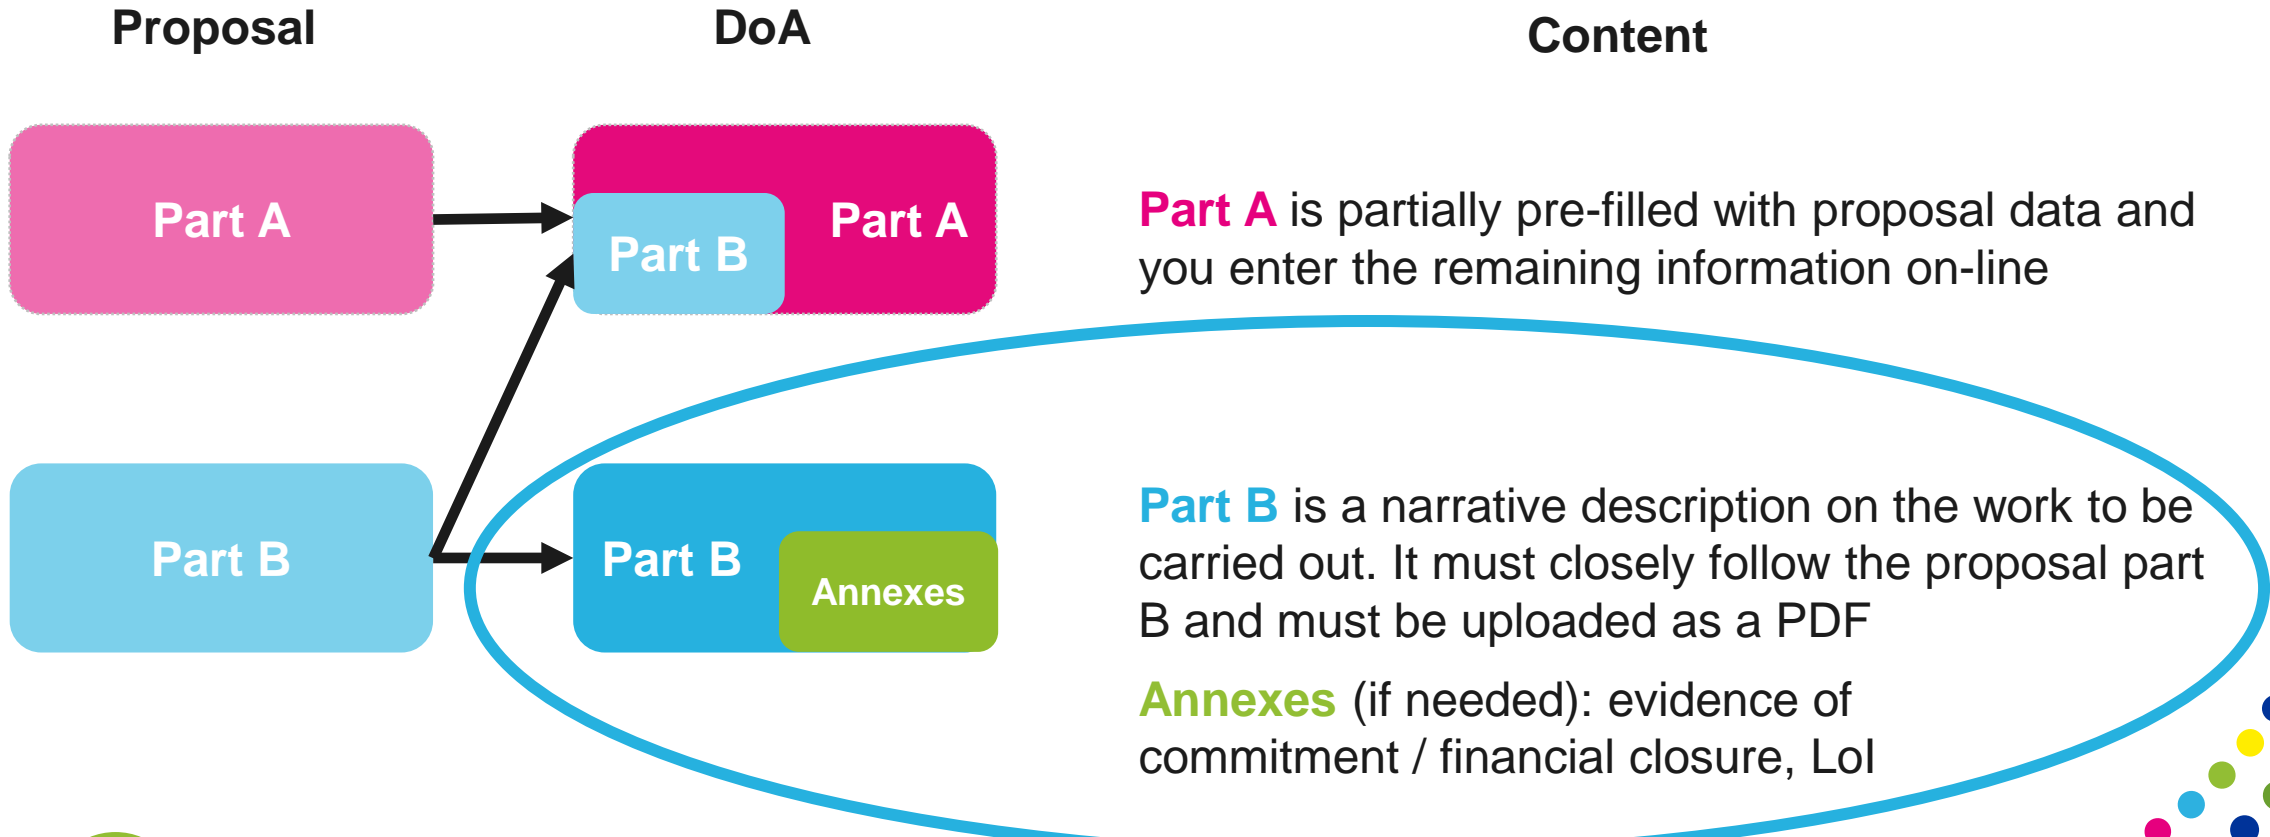 Proposal
DoA
Content
Part A
Part A
Part B
Part A is partially pre-filled with proposal data and
you enter the remaining information on-line
Part B
Part B
Annexes
Part B is a narrative description on the work to be
carried out. It must closely follow the proposal part
B and must be uploaded as a PDF
Annexes (if needed): evidence of
commitment / financial closure, LoI